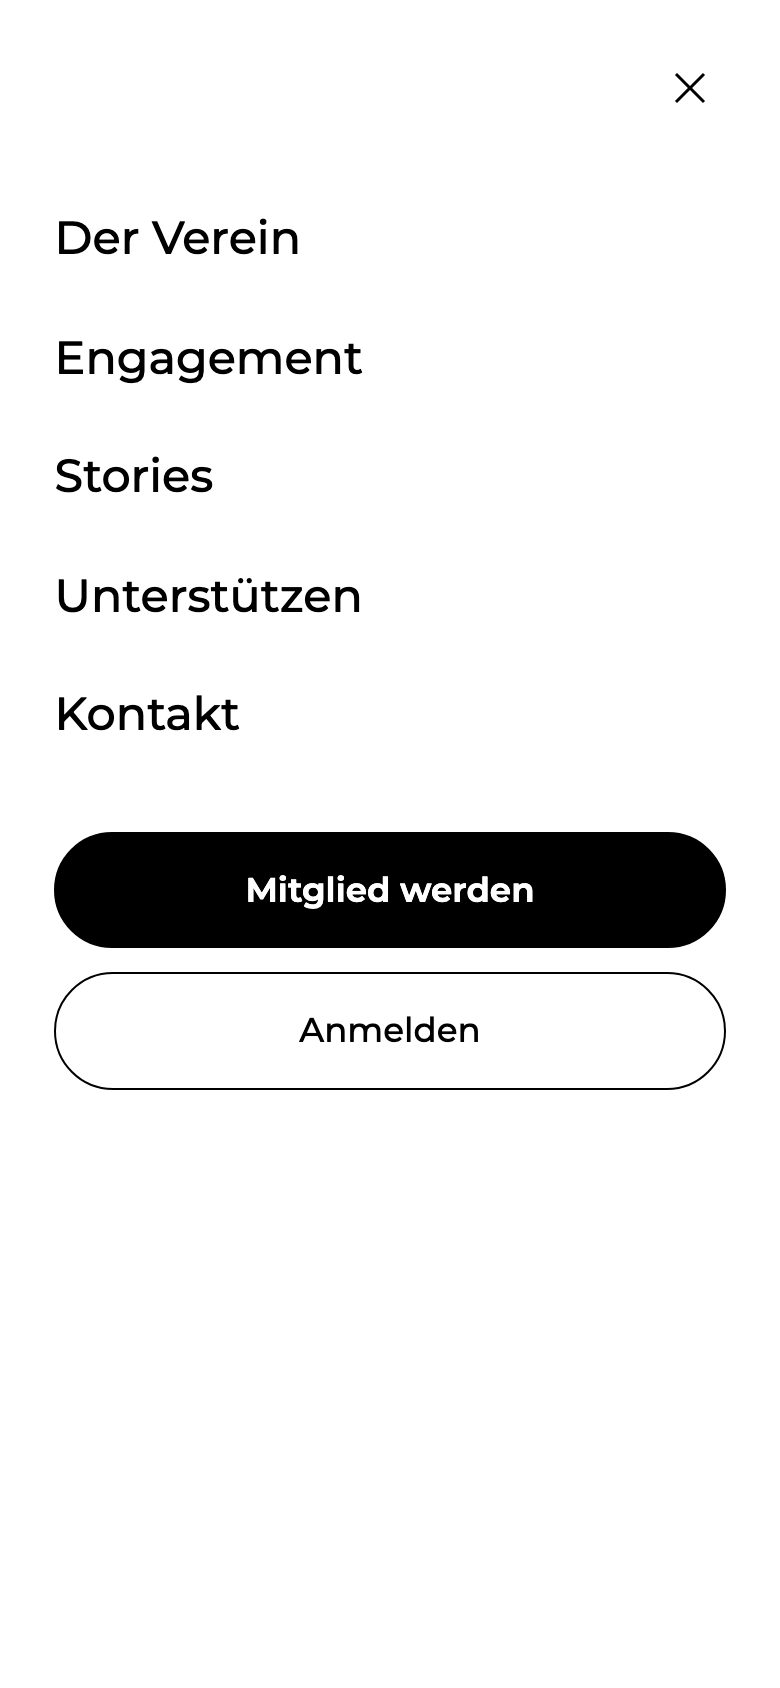 Der Verein
Engagement
Stories
Unterstützen
Kontakt
Mitglied werden
Anmelden